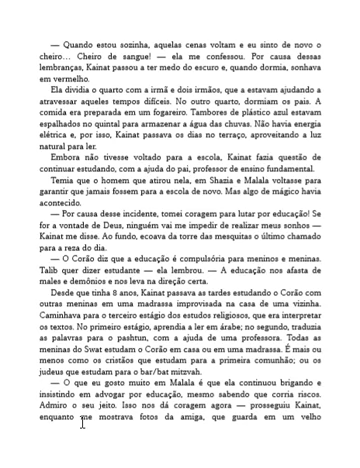 — Quando estou sozinha, aquelas cenas voltam e eu sinto de novo o
cheiro... Cheiro de sangue! — ela me confessou. Por causa dessas
lembranças, Kainat passou a ter medo do escuro e, quando dormia, sonhava
em vermelho.
Ela dividia o quarto com a irmã e dois irmãos, que a estavam ajudando a
atravessar aqueles tempos difíceis. No outro quarto, dormiam os pais. A
comida era preparada em um fogareiro. Tambores de plástico azul estavam
espalhados no quintal para armazenar a água das chuvas. Não havia energia
elétrica e, por isso, Kainat passava os dias no terraço, aproveitando a luz
natural para ler.
Embora não tivesse voltado para a escola, Kainat fazia questão de
continuar estudando, com a ajuda do pai, professor de ensino fundamental.
Temia que o homem que atirou nela, em Shazia e Malala voltasse para
garantir que jamais fossem para a escola de novo. Mas algo de mágico havia
acontecido.
— Por causa desse incidente, tomei coragem para lutar por educação! Se
for a vontade de Deus, ninguém vai me impedir de realizar meus sonhos —
Kainat me disse. Ao fundo, ecoava da torre das mesquitas o último chamado
para a reza do dia.
— O Corão diz que a educação é compulsória para meninos e meninas.
Talib quer dizer estudante — ela lembrou. — A educação nos afasta de
males e demônios e nos leva na direção certa.
Desde que tinha 8 anos, Kainat passava as tardes estudando o Corão com
outras meninas em uma madrassa improvisada na casa de uma vizinha.
Caminhava para o terceiro estágio dos estudos religiosos, que era interpretar
os textos. No primeiro estágio, aprendia a ler em árabe; no segundo, traduzia
as palavras para o pashtun, com a ajuda de uma professora. Todas as
meninas do Swat estudam o Corão em casa ou em uma madrassa. É mais ou
menos como os cristãos que estudam para a primeira comunhão; ou os
judeus que estudam para o bar/bat mitzvah.
— O que eu gosto muito em Malala é que ela continuou brigando e
insistindo em advogar por educação, mesmo sabendo que corria riscos.
Admiro o seu jeito. Isso nos dá coragem agora — prosseguiu Kainat,
enquanto me mostrava fotos da amiga, que guarda em um velho